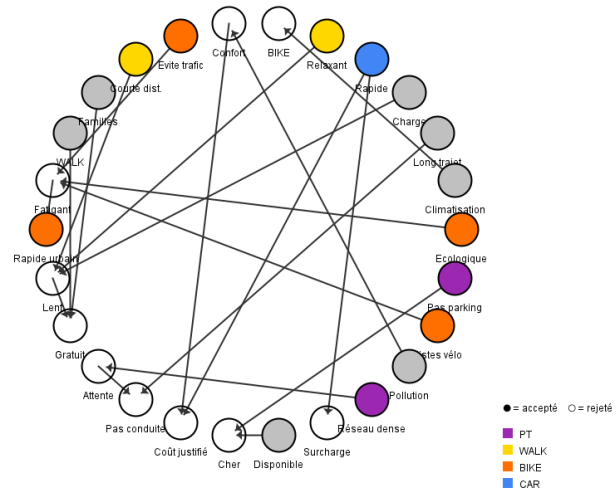 Confort
BIKE
Evite trafic
Relaxant
Courte dist.
Rapide
Familles
Charge
WALK
Long trajet
Fatigant
Climatisation
Rapide urbain
Ecologique
Lent
Pas parking
Gratuit
istes vélo
Attente
Pollution
Pas conduite
Réseau dense
Coût justifié
Surcharge
Cher
Disponible
= accepté
= rejeté
PT
WALK
BIKE
CAR